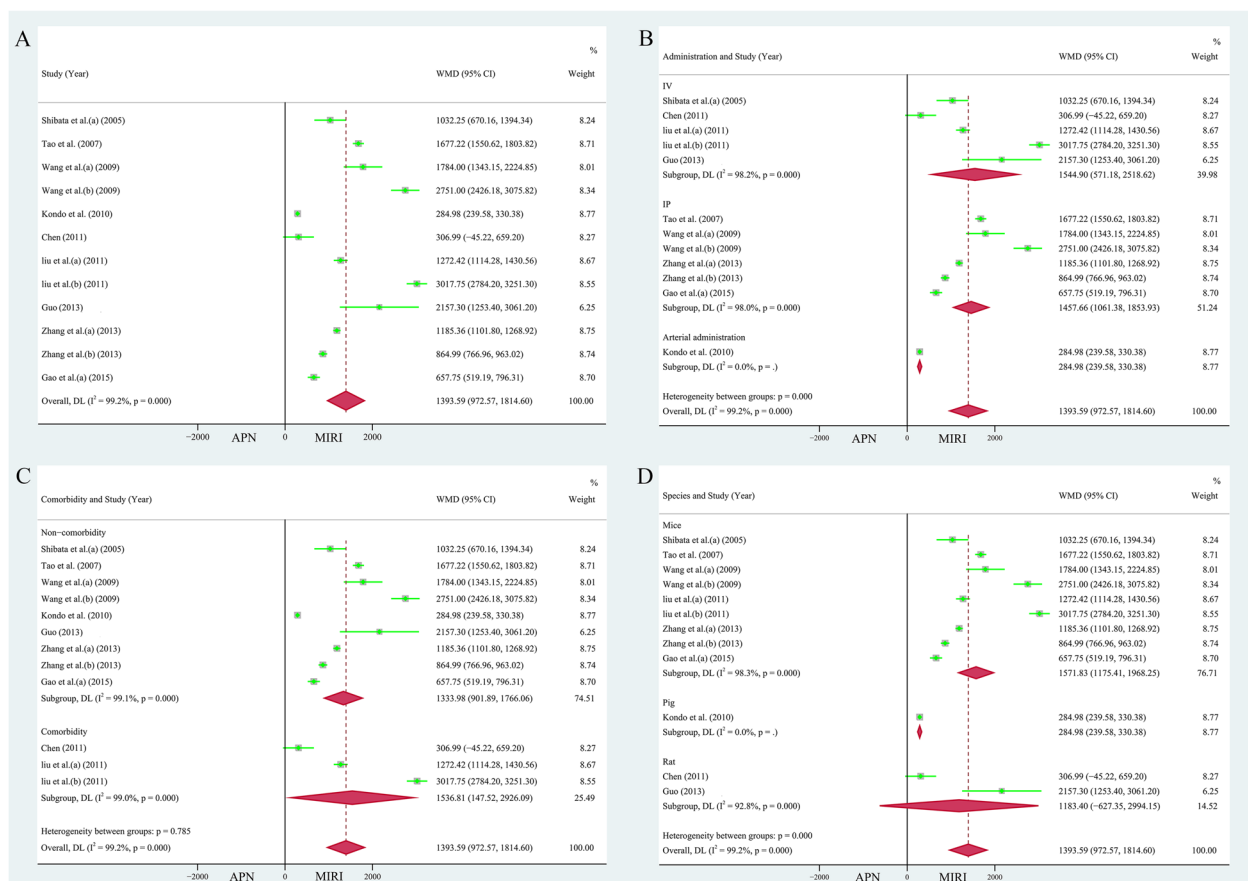 A
%
Study (Year) WMD (95% CI) Weight
Shibata et al.(a) (2005) 1032.25 (670.16, 1394.34) 8.24
Tao et al. (2007) 1677.22 (1550.62, 1803.82) 8.71
Wang et al.(a) (2009) 1784.00 (1343.15, 2224.85) 8.01
Wang et al.(b) (2009) 2751.00 (2426.18, 3075.82) 8.34
Kondo et al. (2010) 284.98 (239.58, 330.38) 8.77
Chen (2011) 306.99 (−45.22, 659.20) 8.27
liu et al.(a) (2011) 1272.42 (1114.28, 1430.56) 8.67
liu et al.(b) (2011) 3017.75 (2784.20, 3251.30) 8.55
Guo (2013) 2157.30 (1253.40, 3061.20) 6.25
Zhang et al.(a) (2013) 1185.36 (1101.80, 1268.92) 8.75
Zhang et al.(b) (2013) 864.99 (766.96, 963.02) 8.74
Gao et al.(a) (2015) 657.75 (519.19, 796.31) 8.70
Overall, DL (I² = 99.2%, p = 0.000) 1393.59 (972.57, 1814.60) 100.00
−2000 APN 0 MIRI 2000
B
%
Administration and Study (Year) WMD (95% CI) Weight
IV
Shibata et al.(a) (2005) 1032.25 (670.16, 1394.34) 8.24
Chen (2011) 306.99 (−45.22, 659.20) 8.27
liu et al.(a) (2011) 1272.42 (1114.28, 1430.56) 8.67
liu et al.(b) (2011) 3017.75 (2784.20, 3251.30) 8.55
Guo (2013) 2157.30 (1253.40, 3061.20) 6.25
Subgroup, DL (I² = 98.2%, p = 0.000) 1544.90 (571.18, 2518.62) 39.98
IP
Tao et al. (2007) 1677.22 (1550.62, 1803.82) 8.71
Wang et al.(a) (2009) 1784.00 (1343.15, 2224.85) 8.01
Wang et al.(b) (2009) 2751.00 (2426.18, 3075.82) 8.34
Zhang et al.(a) (2013) 1185.36 (1101.80, 1268.92) 8.75
Zhang et al.(b) (2013) 864.99 (766.96, 963.02) 8.74
Gao et al.(a) (2015) 657.75 (519.19, 796.31) 8.70
Subgroup, DL (I² = 98.0%, p = 0.000) 1457.66 (1061.38, 1853.93) 51.24
Arterial administration
Kondo et al. (2010) 284.98 (239.58, 330.38) 8.77
Subgroup, DL (I² = 0.0%, p = .) 284.98 (239.58, 330.38) 8.77
Heterogeneity between groups: p = 0.000
Overall, DL (I² = 99.2%, p = 0.000) 1393.59 (972.57, 1814.60) 100.00
−2000 APN 0 MIRI 2000
C
%
Comorbidity and Study (Year) WMD (95% CI) Weight
Non−comorbidity
Shibata et al.(a) (2005) 1032.25 (670.16, 1394.34) 8.24
Tao et al. (2007) 1677.22 (1550.62, 1803.82) 8.71
Wang et al.(a) (2009) 1784.00 (1343.15, 2224.85) 8.01
Wang et al.(b) (2009) 2751.00 (2426.18, 3075.82) 8.34
Kondo et al. (2010) 284.98 (239.58, 330.38) 8.77
Guo (2013) 2157.30 (1253.40, 3061.20) 6.25
Zhang et al.(a) (2013) 1185.36 (1101.80, 1268.92) 8.75
Zhang et al.(b) (2013) 864.99 (766.96, 963.02) 8.74
Gao et al.(a) (2015) 657.75 (519.19, 796.31) 8.70
Subgroup, DL (I² = 99.1%, p = 0.000) 1333.98 (901.89, 1766.06) 74.51
Comorbidity
Chen (2011) 306.99 (−45.22, 659.20) 8.27
liu et al.(a) (2011) 1272.42 (1114.28, 1430.56) 8.67
liu et al.(b) (2011) 3017.75 (2784.20, 3251.30) 8.55
Subgroup, DL (I² = 99.0%, p = 0.000) 1536.81 (147.52, 2926.09) 25.49
Heterogeneity between groups: p = 0.785
Overall, DL (I² = 99.2%, p = 0.000) 1393.59 (972.57, 1814.60) 100.00
−2000 APN 0 MIRI 2000
D
%
Species and Study (Year) WMD (95% CI) Weight
Mice
Shibata et al.(a) (2005) 1032.25 (670.16, 1394.34) 8.24
Tao et al. (2007) 1677.22 (1550.62, 1803.82) 8.71
Wang et al.(a) (2009) 1784.00 (1343.15, 2224.85) 8.01
Wang et al.(b) (2009) 2751.00 (2426.18, 3075.82) 8.34
liu et al.(a) (2011) 1272.42 (1114.28, 1430.56) 8.67
liu et al.(b) (2011) 3017.75 (2784.20, 3251.30) 8.55
Zhang et al.(a) (2013) 1185.36 (1101.80, 1268.92) 8.75
Zhang et al.(b) (2013) 864.99 (766.96, 963.02) 8.74
Gao et al.(a) (2015) 657.75 (519.19, 796.31) 8.70
Subgroup, DL (I² = 98.3%, p = 0.000) 1571.83 (1175.41, 1968.25) 76.71
Pig
Kondo et al. (2010) 284.98 (239.58, 330.38) 8.77
Subgroup, DL (I² = 0.0%, p = .) 284.98 (239.58, 330.38) 8.77
Rat
Chen (2011) 306.99 (−45.22, 659.20) 8.27
Guo (2013) 2157.30 (1253.40, 3061.20) 6.25
Subgroup, DL (I² = 92.8%, p = 0.000) 1183.40 (−627.35, 2994.15) 14.52
Heterogeneity between groups: p = 0.000
Overall, DL (I² = 99.2%, p = 0.000) 1393.59 (972.57, 1814.60) 100.00
−2000 APN 0 MIRI 2000